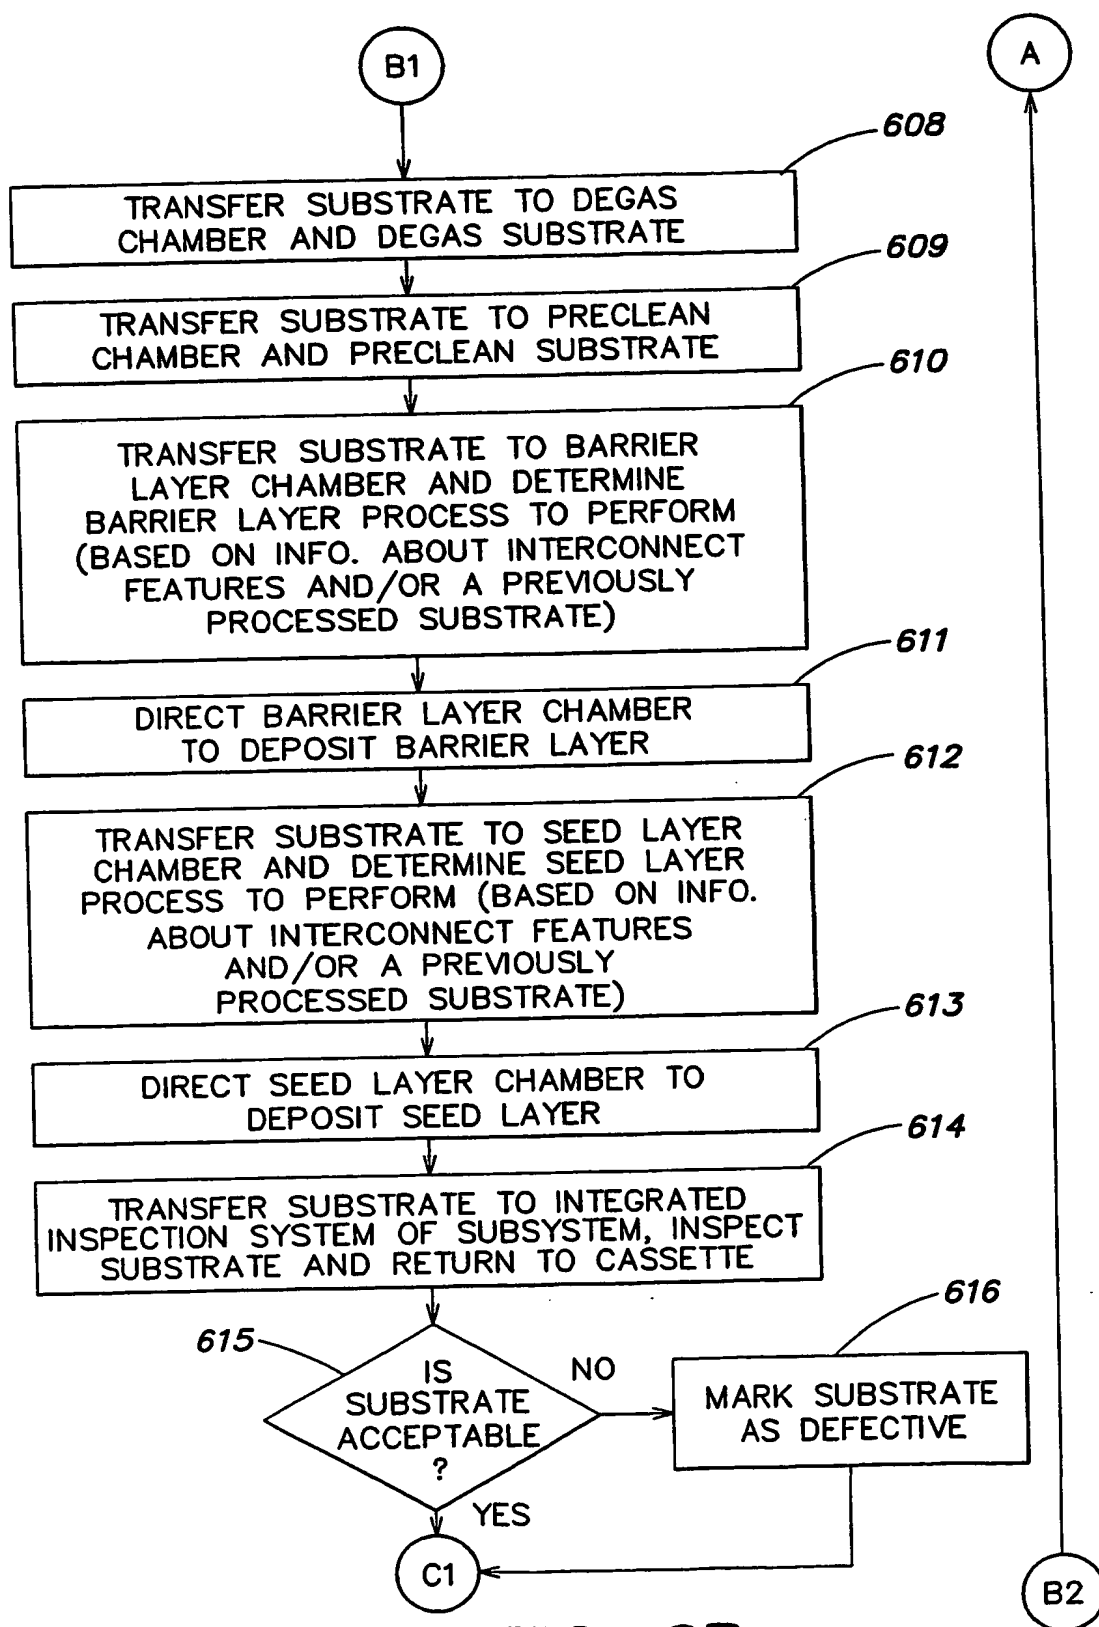 B1
A
608
TRANSFER SUBSTRATE TO DEGAS
CHAMBER AND DEGAS SUBSTRATE
609
TRANSFER SUBSTRATE TO PRECLEAN
CHAMBER AND PRECLEAN SUBSTRATE
610
TRANSFER SUBSTRATE TO BARRIER
LAYER CHAMBER AND DETERMINE
BARRIER LAYER PROCESS TO PERFORM
(BASED ON INFO. ABOUT INTERCONNECT
FEATURES AND/OR A PREVIOUSLY
PROCESSED SUBSTRATE)
611
DIRECT BARRIER LAYER CHAMBER
TO DEPOSIT BARRIER LAYER
612
TRANSFER SUBSTRATE TO SEED LAYER
CHAMBER AND DETERMINE SEED LAYER
PROCESS TO PERFORM (BASED ON INFO.
ABOUT INTERCONNECT FEATURES
AND/OR A PREVIOUSLY
PROCESSED SUBSTRATE)
613
DIRECT SEED LAYER CHAMBER TO
DEPOSIT SEED LAYER
614
TRANSFER SUBSTRATE TO INTEGRATED
INSPECTION SYSTEM OF SUBSYSTEM, INSPECT
SUBSTRATE AND RETURN TO CASSETTE
615
IS
SUBSTRATE
ACCEPTABLE
?
NO
616
MARK SUBSTRATE
AS DEFECTIVE
YES
C1
B2